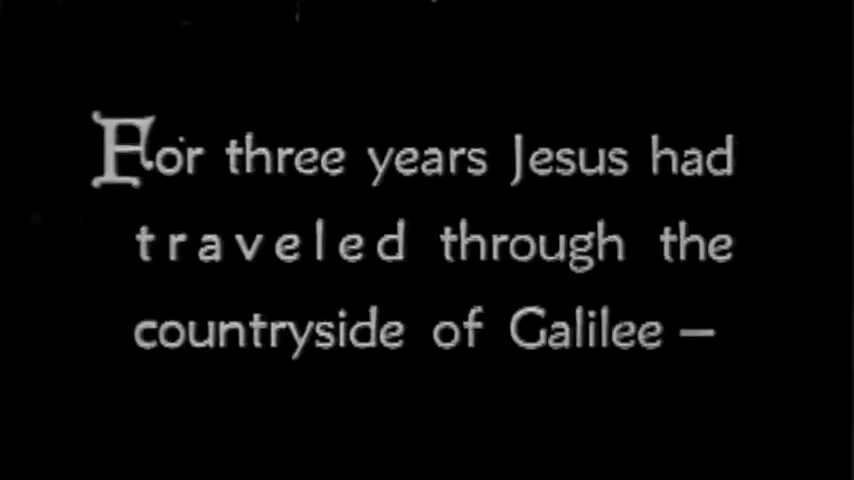 For three years Jesus had
traveled through the
countryside of Galilee —